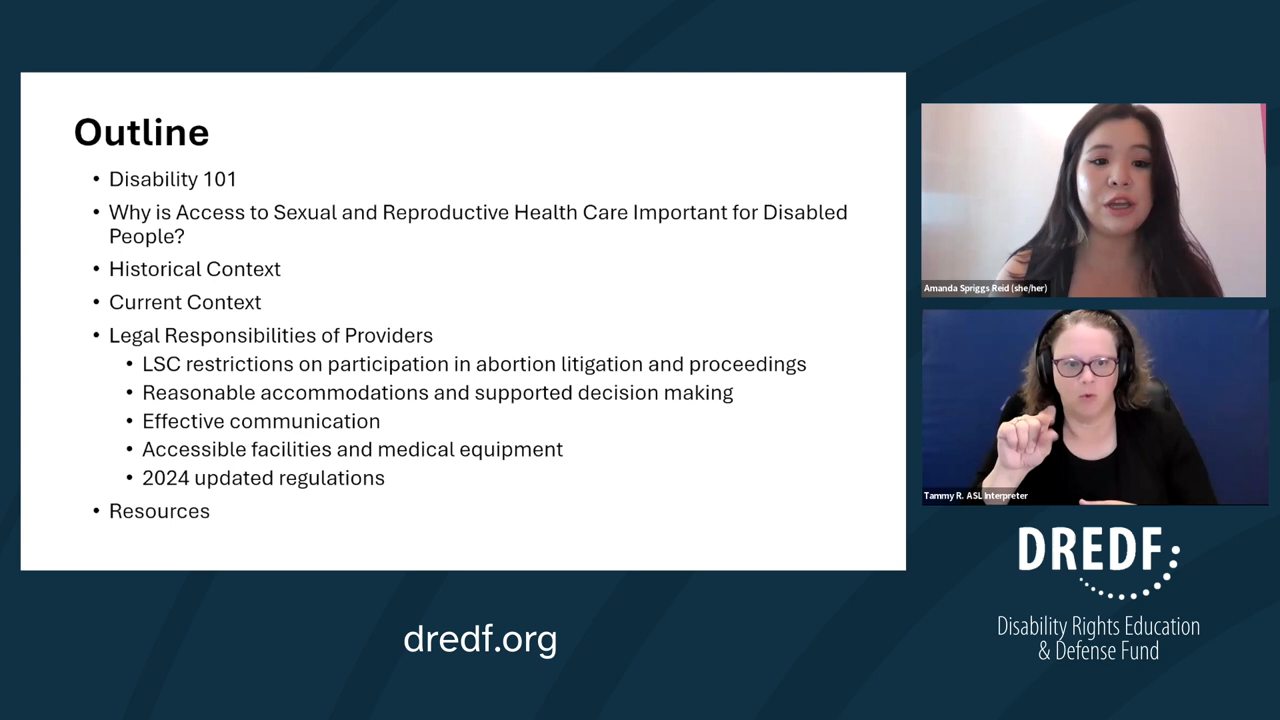 Outline
• Disability 101
• Why is Access to Sexual and Reproductive Health Care Important for Disabled
People?
• Historical Context
• Current Context
• Legal Responsibilities of Providers
• LSC restrictions on participation in abortion litigation and proceedings
• Reasonable accommodations and supported decision making
• Effective communication
• Accessible facilities and medical equipment
• 2024 updated regulations
• Resources
Amanda Spriggs Reid (she/her)
Tammy R. ASL Interpreter
DREDF
Disability Rights Education
& Defense Fund
dredf.org